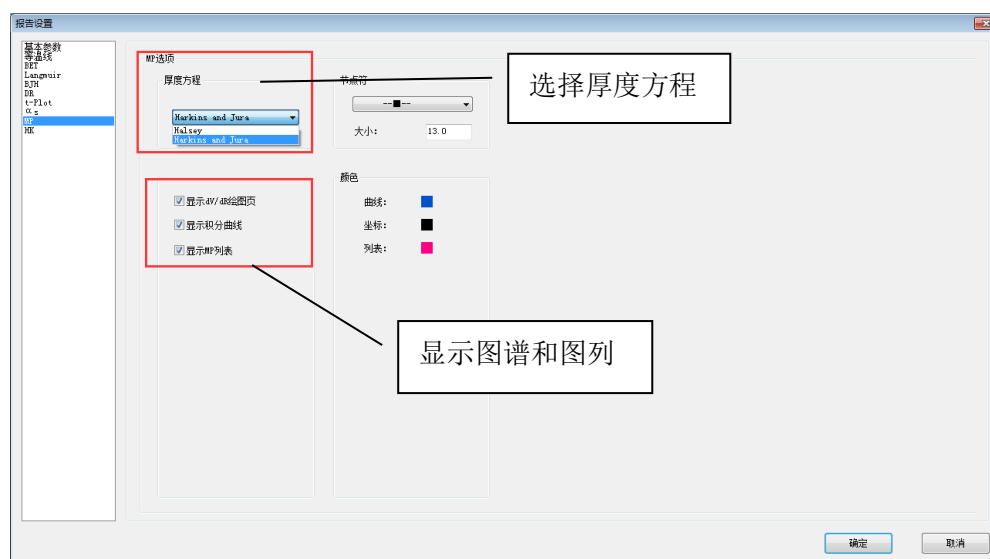 报告设置
基本参数
等温线
BET
Langmuir
BJH
DR
t-Plot
α s
MP
HK
MP选项
厚度方程
Harkins and Jura
Halsey
Harkins and Jura
节点符
--■--
大小:
13.0
选择厚度方程
显示dV/dR绘图页
显示积分曲线
显示MP列表
颜色
曲线:
坐标:
列表:
显示图谱和图列
确定
取消